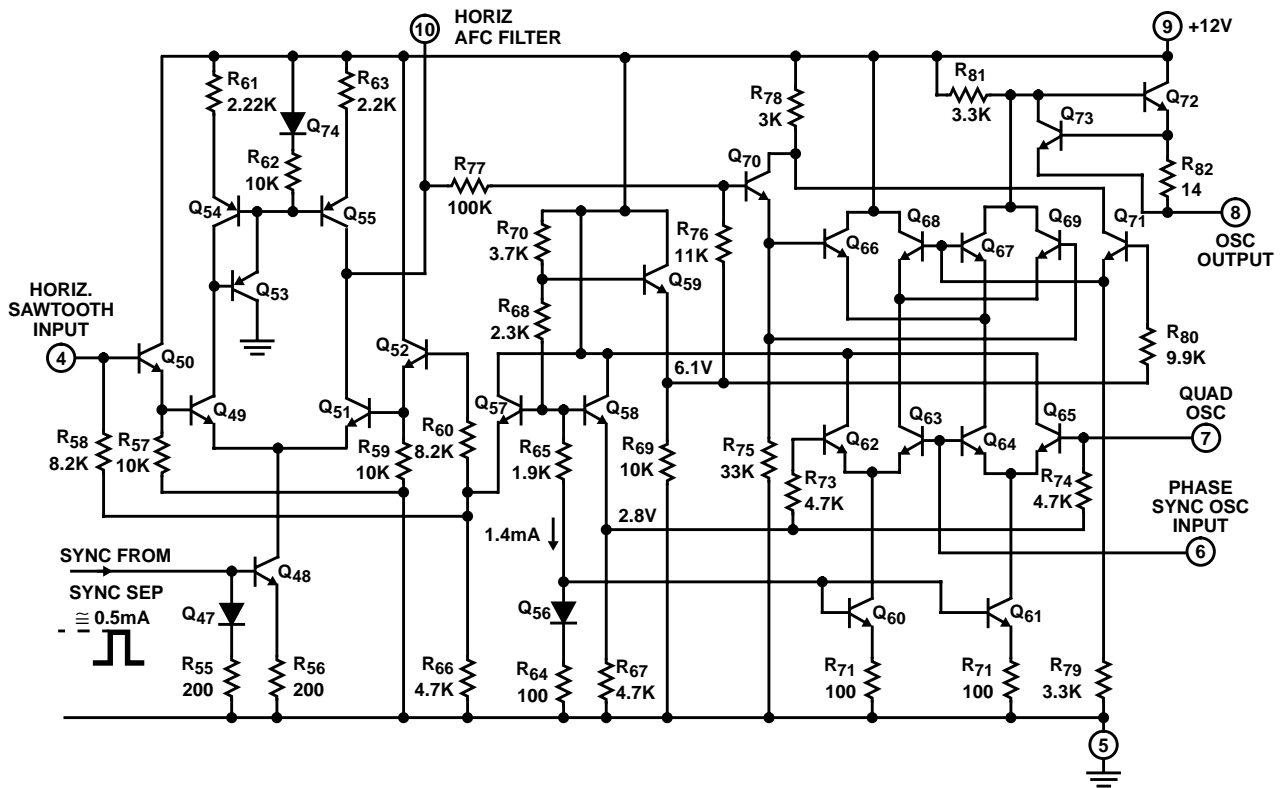 10
HORIZ
AFC FILTER
9
+12V
R61
2.22K
R63
2.2K
Q74
R62
10K
Q54
Q55
Q53
R77
100K
R78
3K
R81
3.3K
Q72
Q73
R82
14
8
OSC
OUTPUT
Q70
R70
3.7K
R76
11K
Q59
R68
2.3K
Q66
Q68
Q67
Q69
Q71
HORIZ.
SAWTOOTH
INPUT
4
Q50
Q49
Q52
Q51
6.1V
R80
9.9K
R58
8.2K
R57
10K
R59
10K
R60
8.2K
Q57
Q58
R65
1.9K
R69
10K
R75
33K
Q62
Q63
Q64
Q65
QUAD
OSC
7
R73
4.7K
R74
4.7K
PHASE
SYNC OSC
INPUT
6
1.4mA
2.8V
SYNC FROM
SYNC SEP
≅ 0.5mA
Q48
Q47
Q56
Q60
Q61
R55
200
R56
200
R66
4.7K
R64
100
R67
4.7K
R71
100
R71
100
R79
3.3K
5